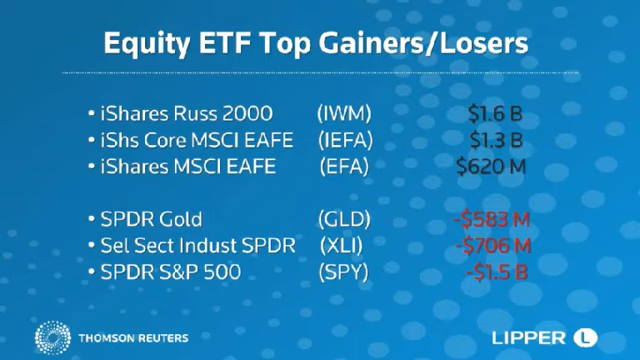 Equity ETF Top Gainers/Losers
• iShares Russ 2000 (IWM) $1.6 B
• iShs Core MSCI EAFE (IEFA) $1.3 B
• iShares MSCI EAFE (EFA) $620 M
• SPDR Gold (GLD) -$583 M
• Sel Sect Indust SPDR (XLI) -$706 M
• SPDR S&P 500 (SPY) -$1.5 B
THOMSON REUTERS
LIPPER L